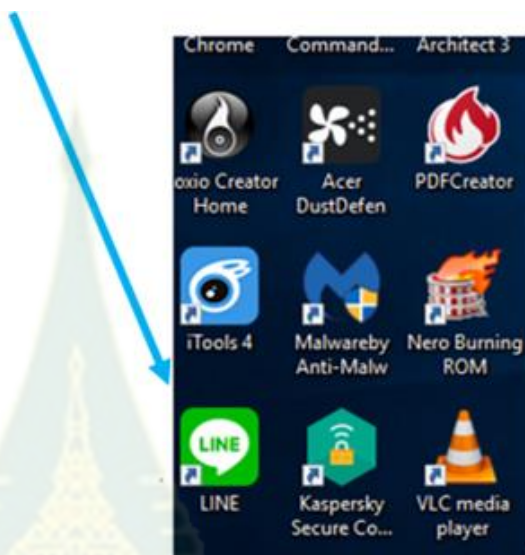 Chrome Command... Architect 3
oxio Creator Home
Acer DustDefen
PDFCreator
iTools 4
Malwareby Anti-Malw
Nero Burning ROM
LINE
LINE
Kaspersky Secure Co...
VLC media player